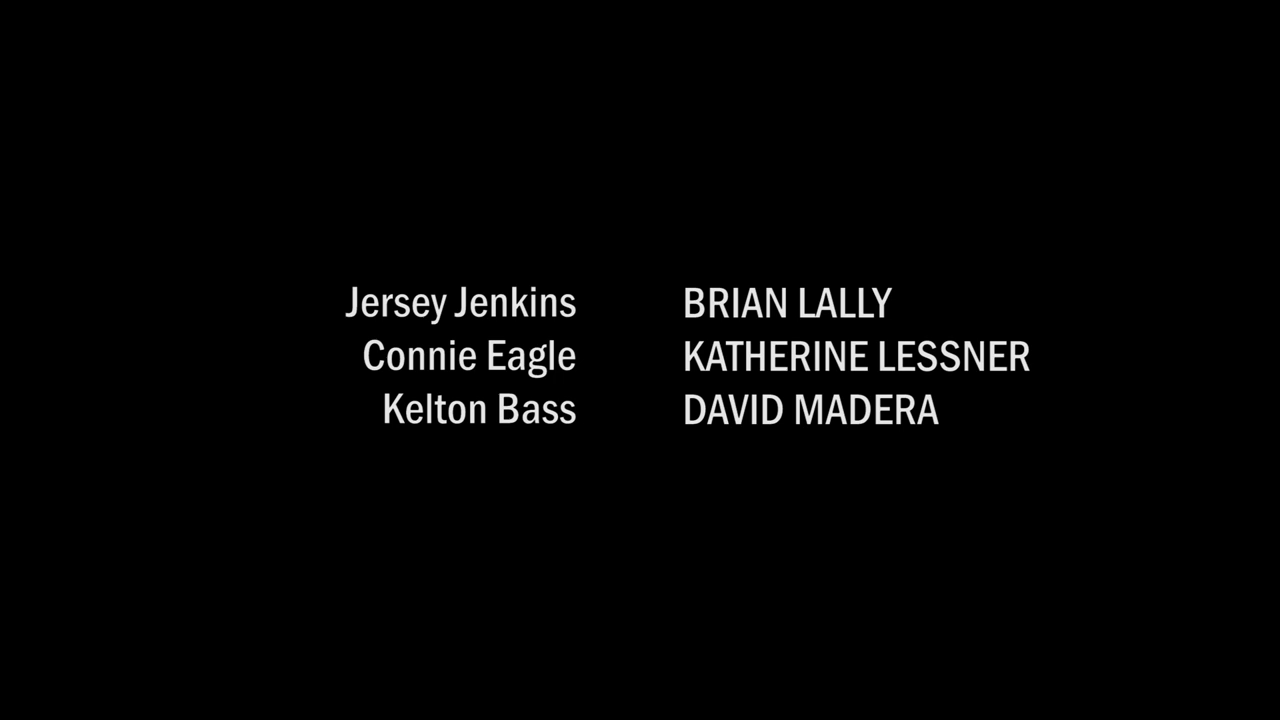 Jersey Jenkins BRIAN LALLY
Connie Eagle KATHERINE LESSNER
Kelton Bass DAVID MADERA